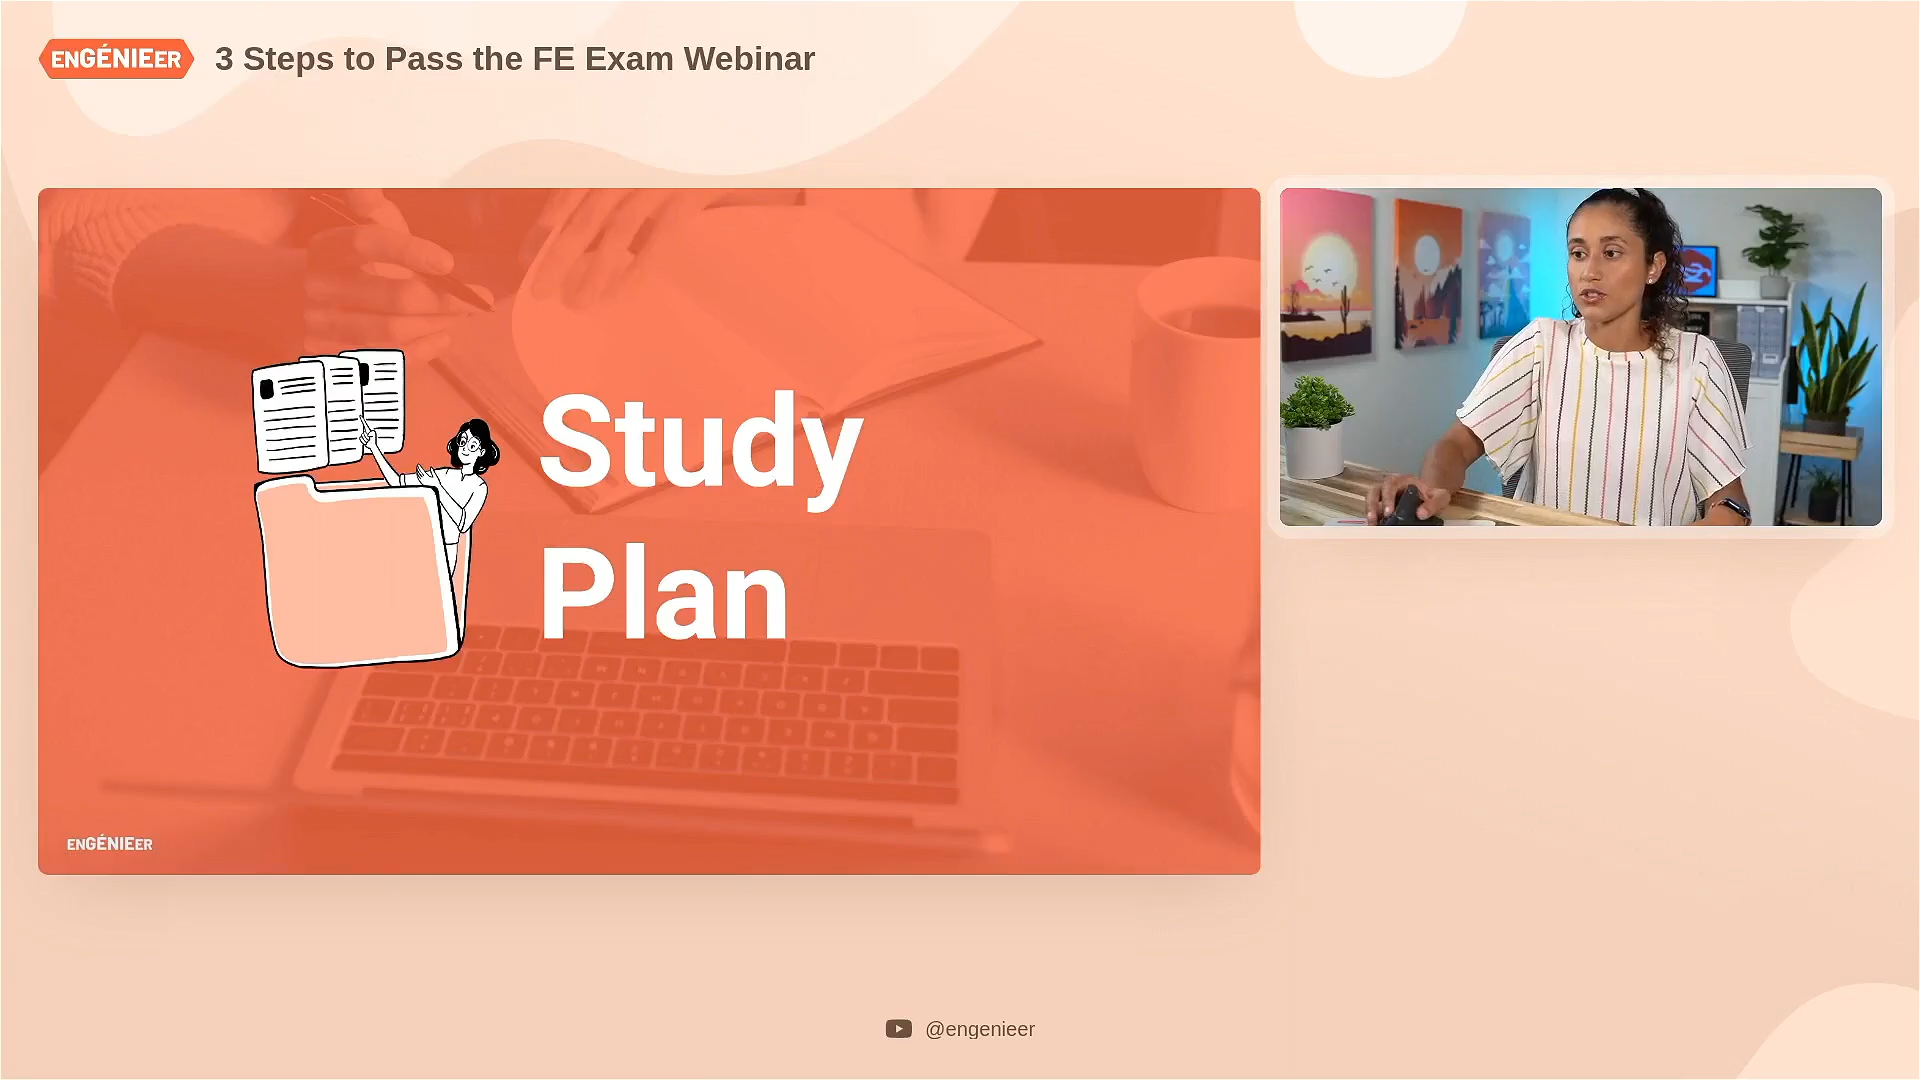 ENGÉNIEER
3 Steps to Pass the FE Exam Webinar
Study
Plan
ENGÉNIEER
@engenieer